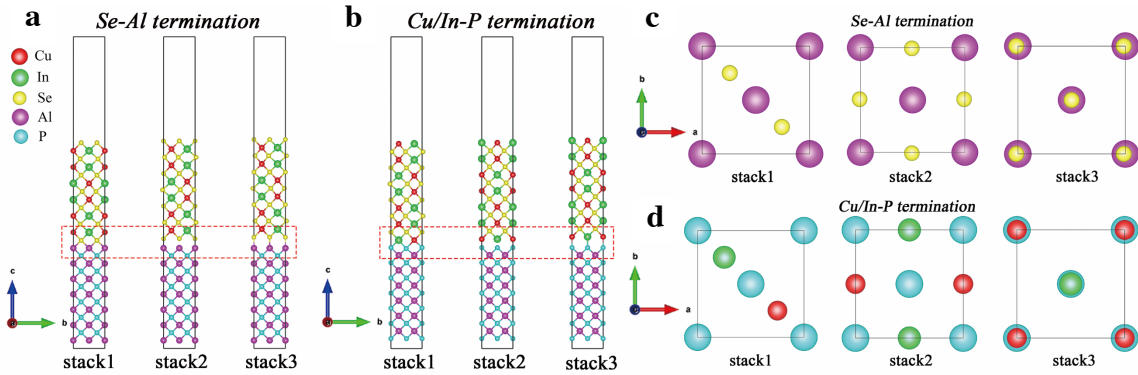 a
Se-Al termination
Cu
In
Se
Al
P
c
a
b
stack1
stack2
stack3
b
Cu/In-P termination
c
a
b
stack1
stack2
stack3
c
Se-Al termination
b
a
stack1
stack2
stack3
d
Cu/In-P termination
b
a
stack1
stack2
stack3